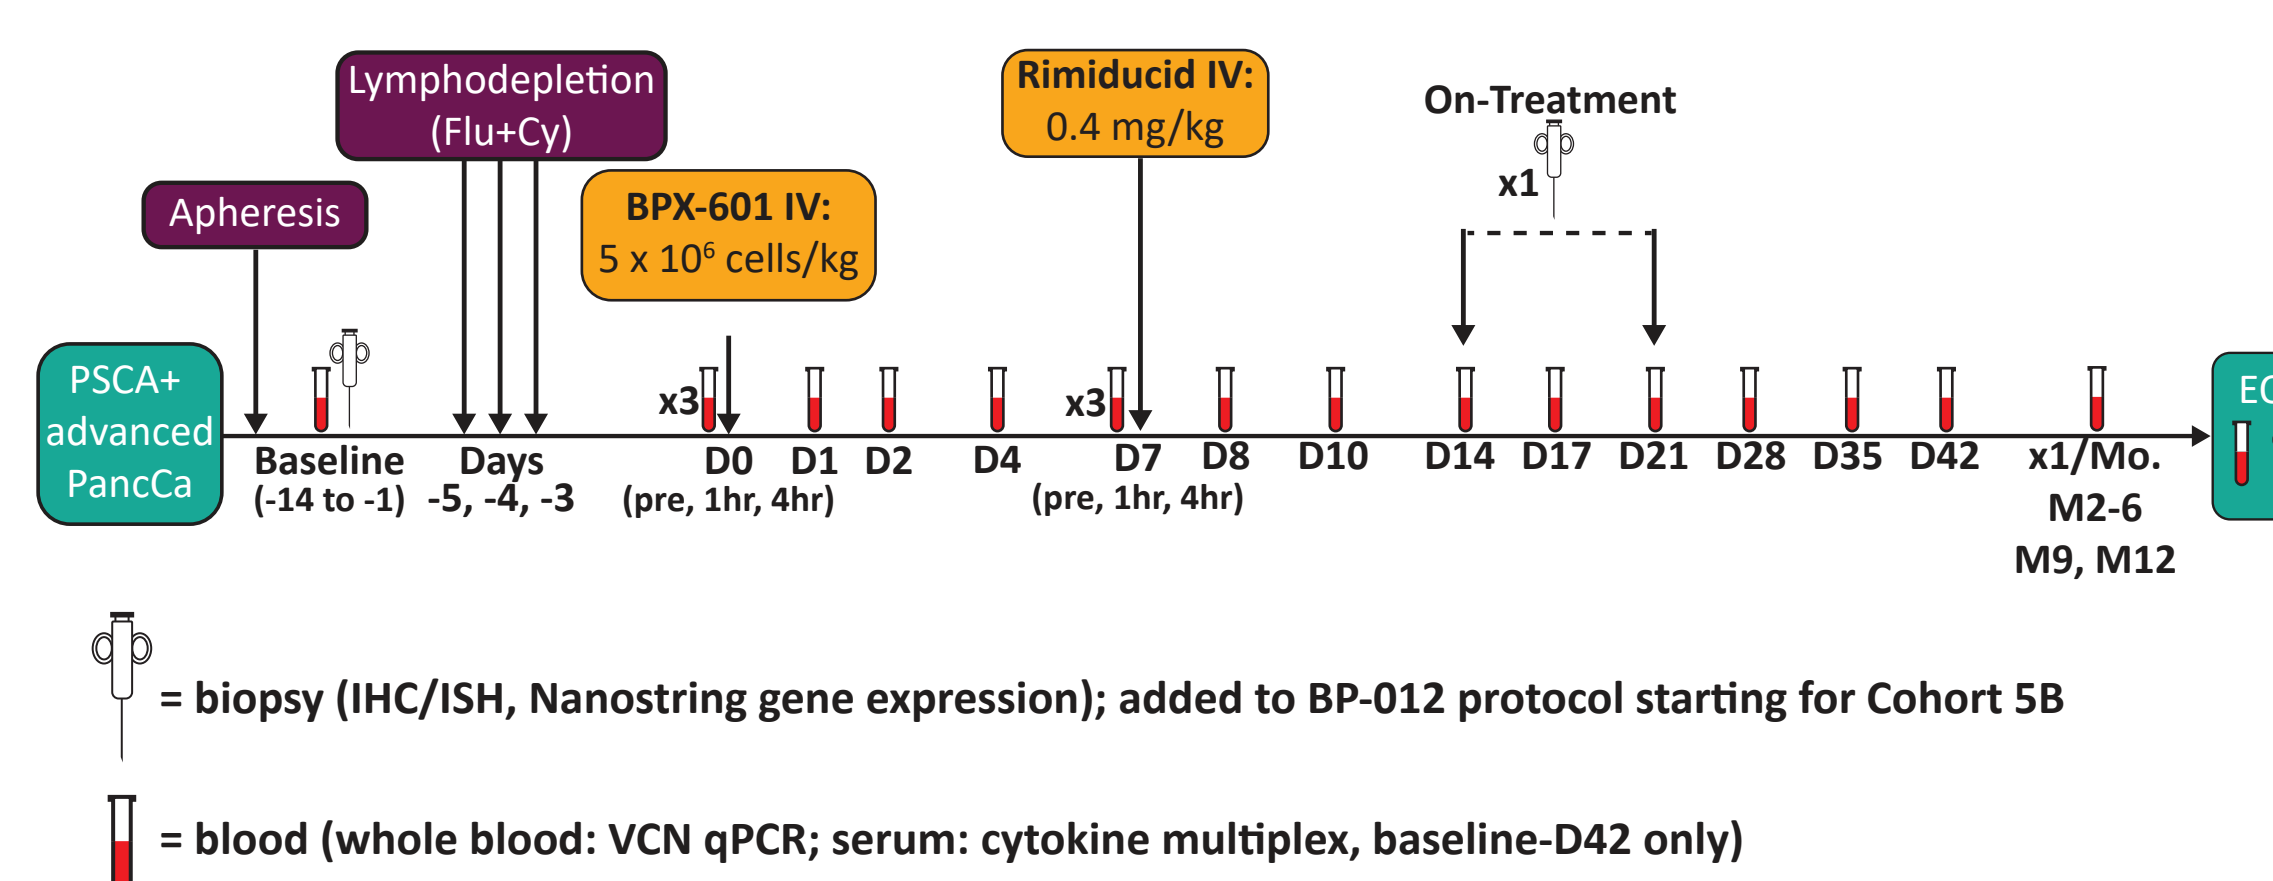 Lymphodepletion
(Flu+Cy)
Rimiducid IV:
0.4 mg/kg
On-Treatment
x1
Apheresis
BPX-601 IV:
5 x 10⁶ cells/kg
PSCA+
advanced
PancCa
x3
x3
Baseline
(-14 to -1)
Days
-5, -4, -3
D0
(pre, 1hr, 4hr)
D1
D2
D4
D7
(pre, 1hr, 4hr)
D8
D10
D14
D17
D21
D28
D35
D42
x1/Mo.
M2-6
M9, M12
= biopsy (IHC/ISH, Nanostring gene expression); added to BP-012 protocol starting for Cohort 5B
= blood (whole blood: VCN qPCR; serum: cytokine multiplex, baseline-D42 only)